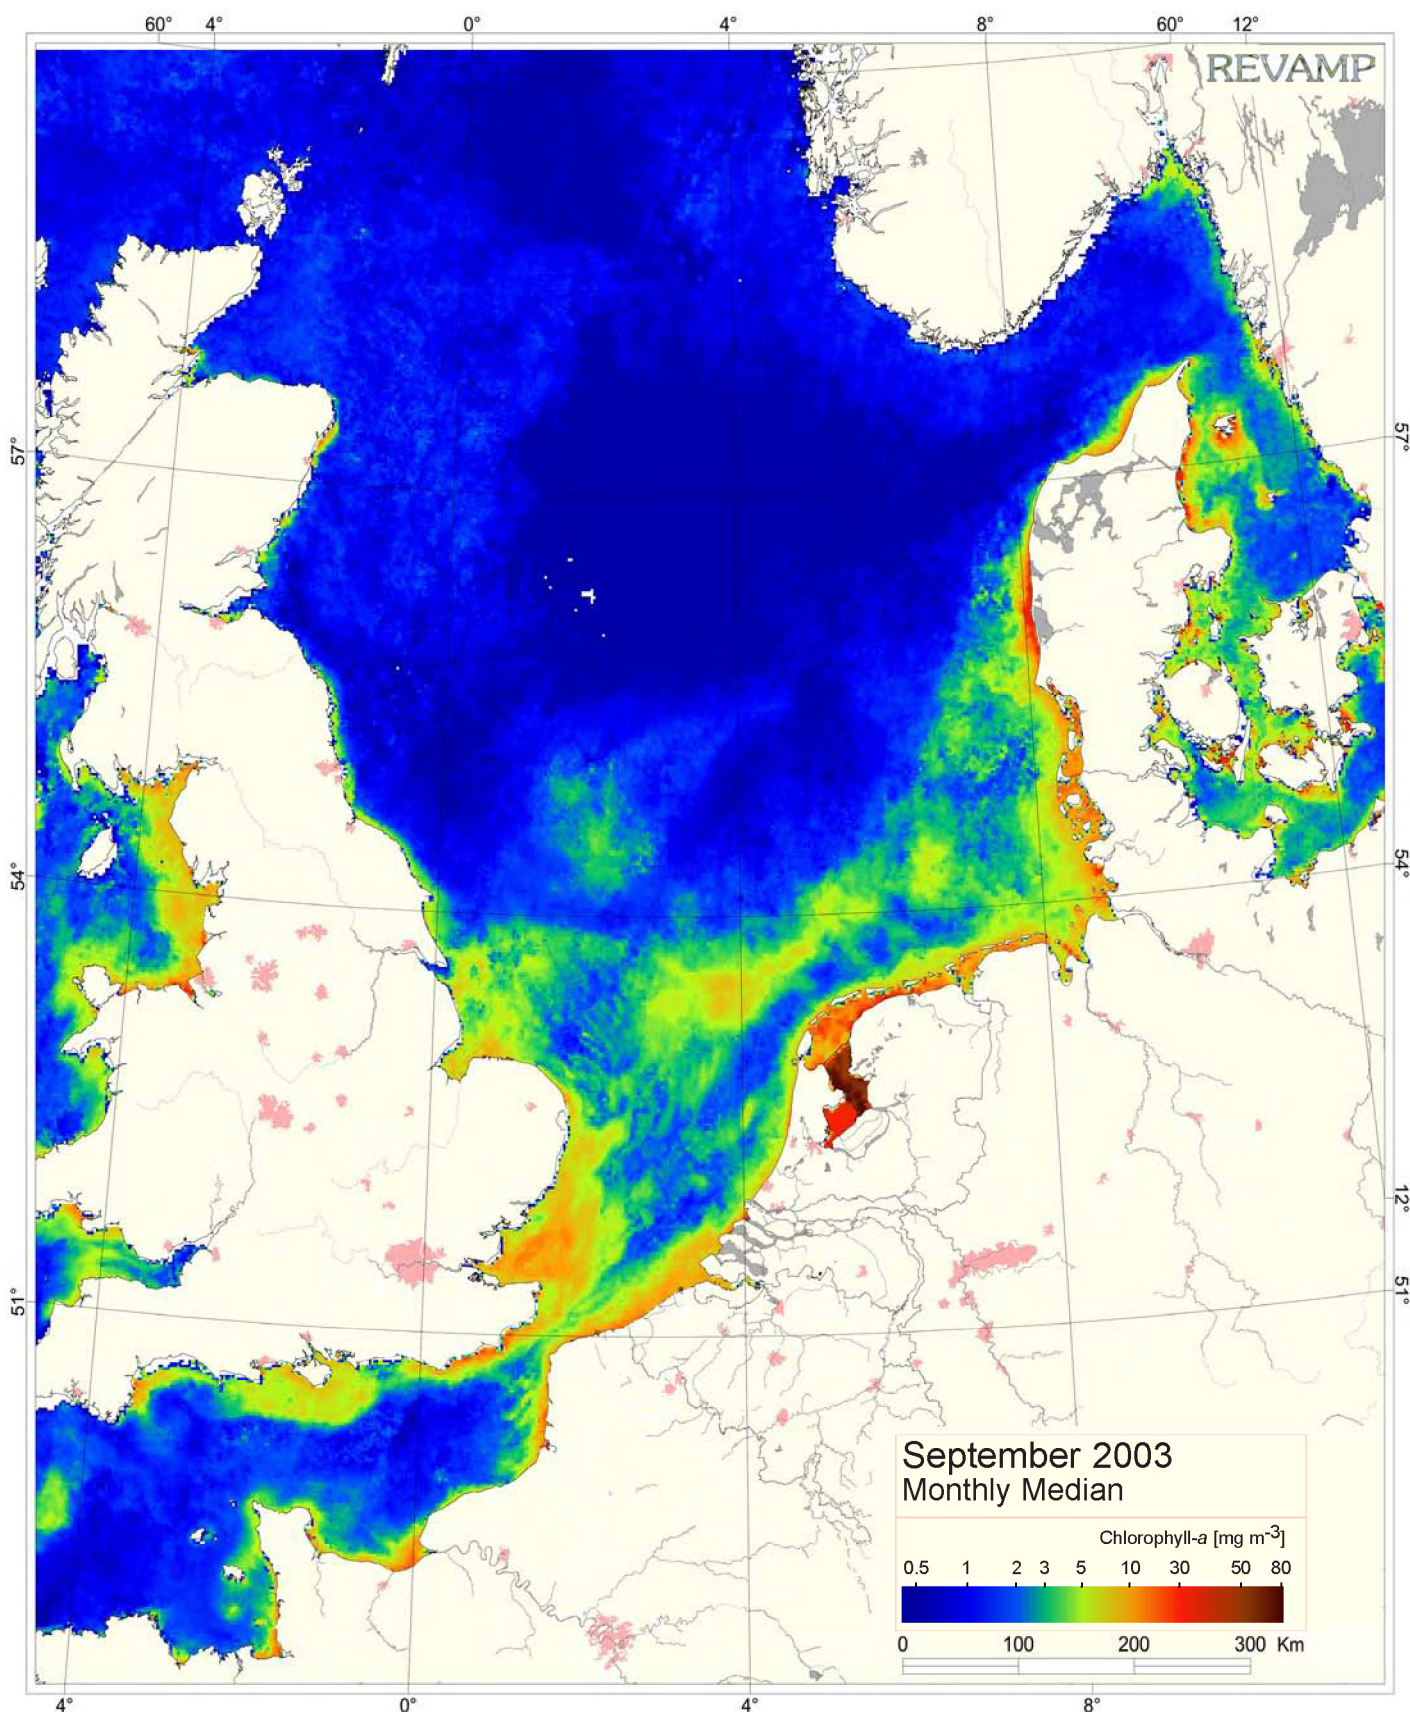 60° 4° 0° 4° 8° 60° 12°
REVAMP
57° 57°
54° 54°
12°
51° 51°
September 2003
Monthly Median
Chlorophyll-a [mg m-3]
0.5 1 2 3 5 10 30 50 80
0 100 200 300 Km
4° 0° 4° 8°